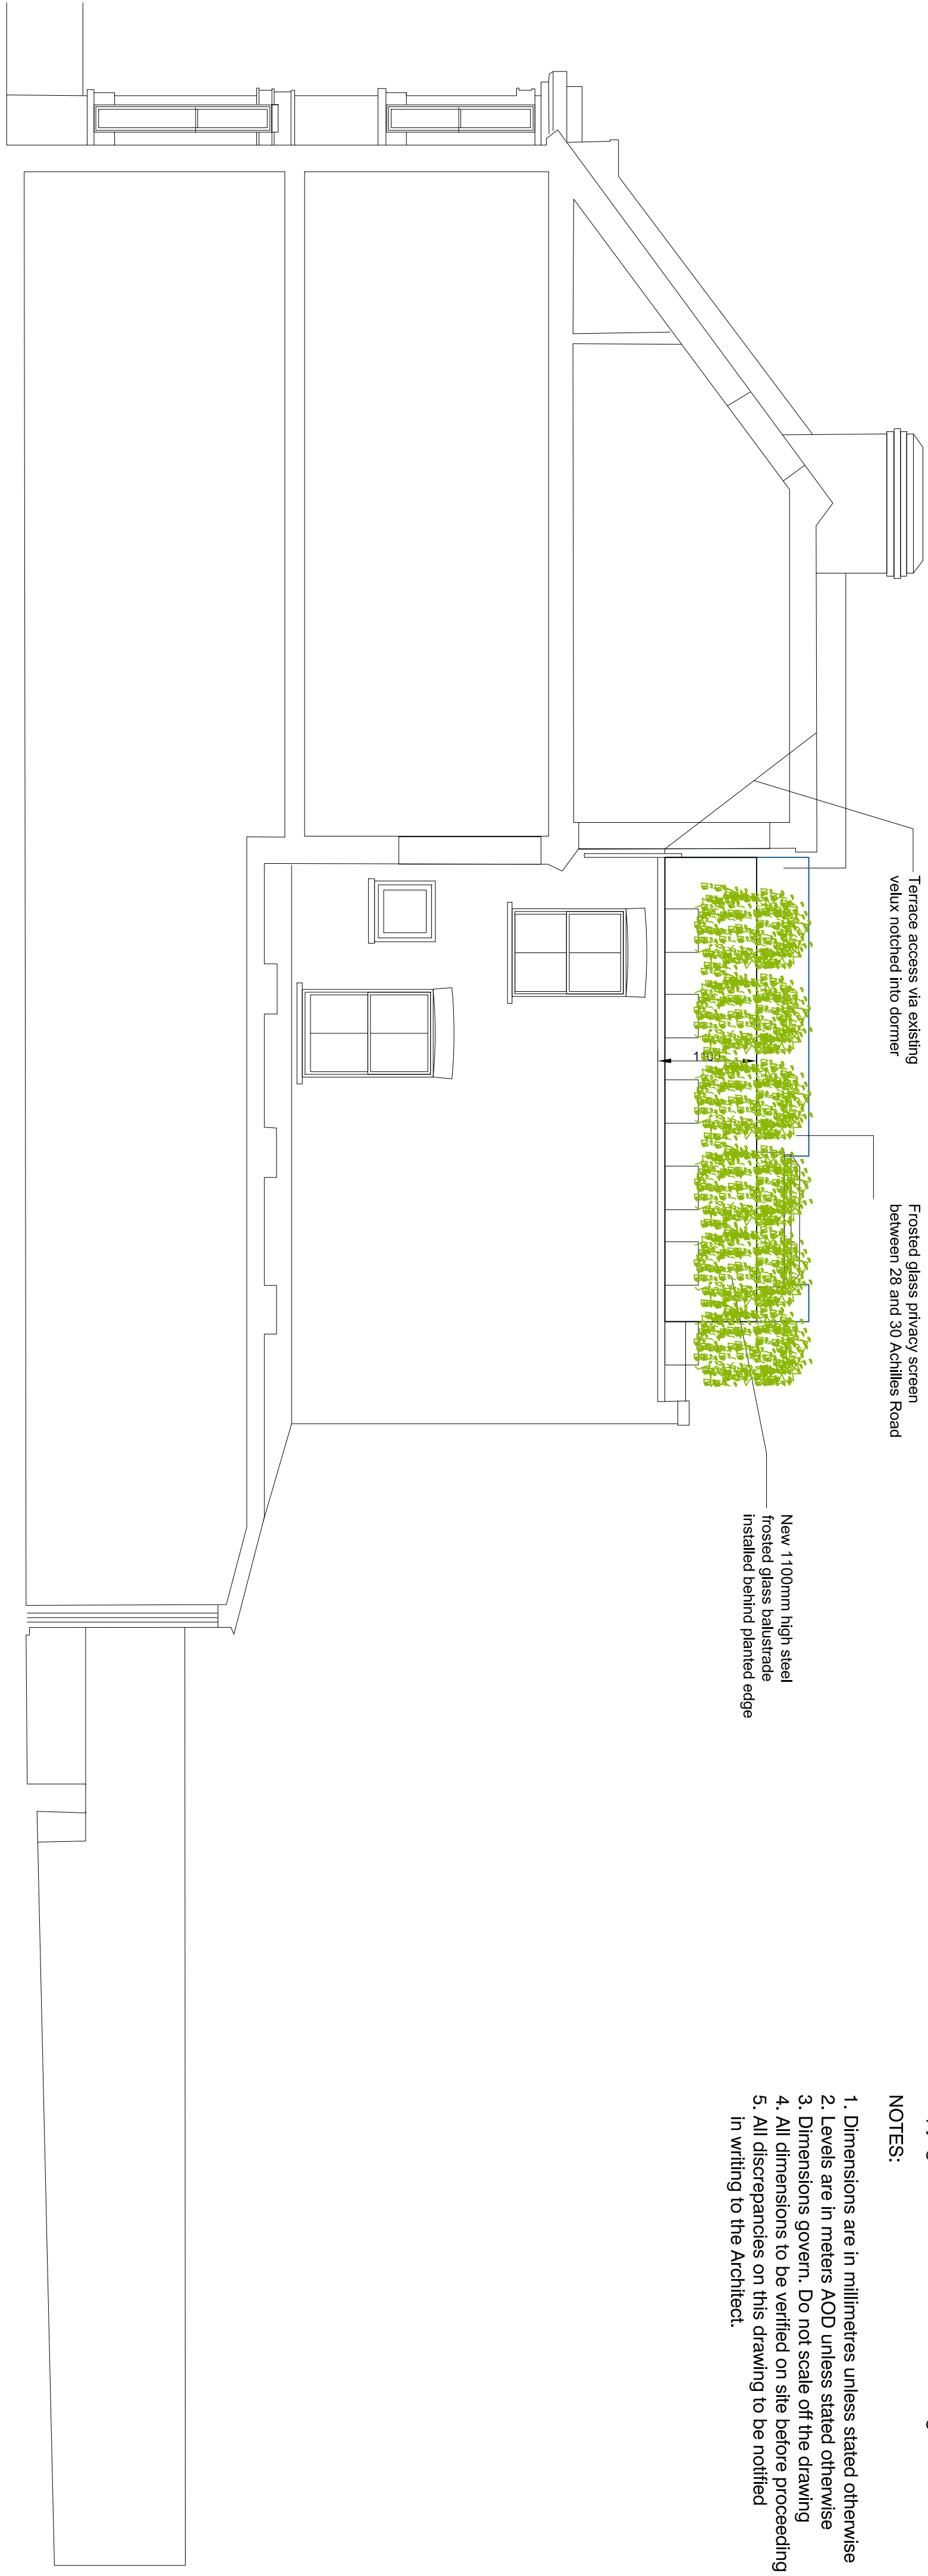 Terrace access via existing
velux notched into dormer
Frosted glass privacy screen
between 28 and 30 Achilles Road
New 1100mm high steel
frosted glass balustrade
installed behind planted edge
NOTES:
1. Dimensions are in millimetres unless stated otherwise
2. Levels are in meters AOD unless stated otherwise
3. Dimensions govern. Do not scale off the drawing
4. All dimensions to be verified on site before proceeding
5. All discrepancies on this drawing to be notified
in writing to the Architect.